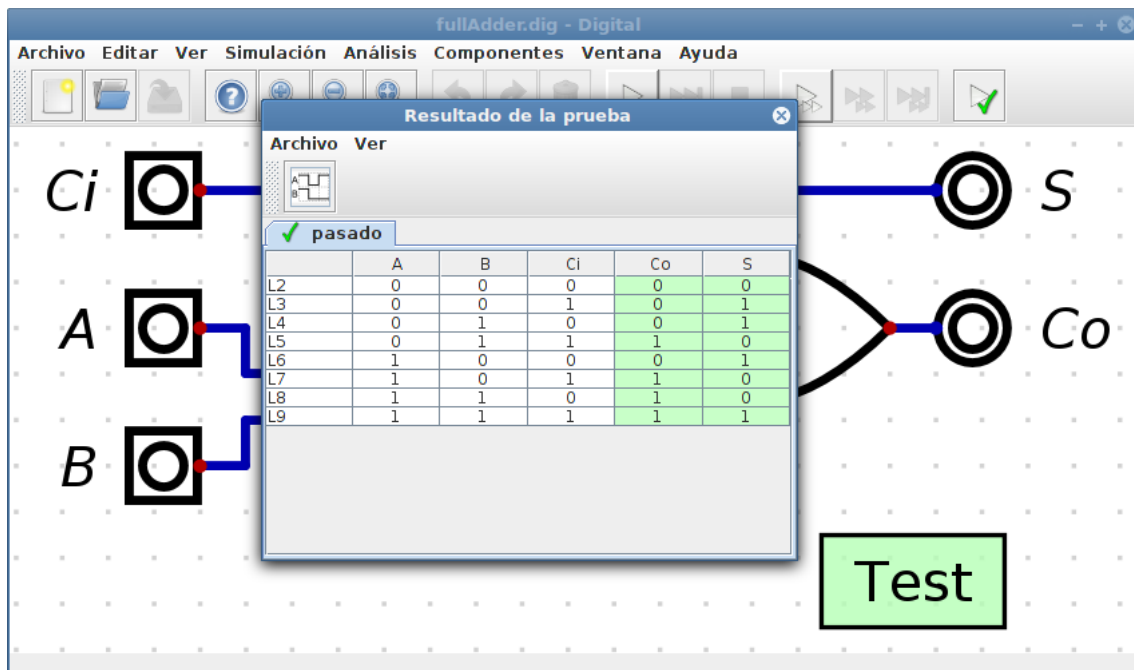 fullAdder.dig - Digital
Archivo Editar Ver Simulación Análisis Componentes Ventana Ayuda
Resultado de la prueba
Archivo Ver
A
B
pasado
A B Ci Co S
L2 0 0 0 0 0
L3 0 0 1 0 1
L4 0 1 0 0 1
L5 0 1 1 1 0
L6 1 0 0 0 1
L7 1 0 1 1 0
L8 1 1 0 1 0
L9 1 1 1 1 1
Ci
S
A
Co
B
Test